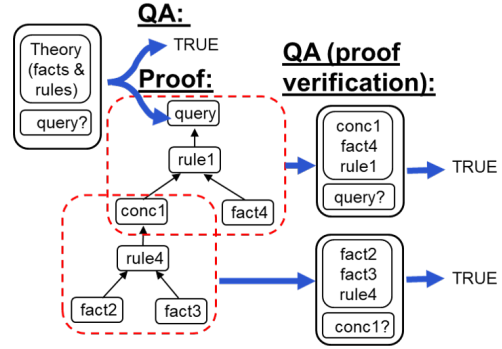 QA:
TRUE
Theory
(facts &
rules)
query?
Proof:
query
rule1
conc1
fact4
rule4
fact2
fact3
QA (proof
verification):
conc1
fact4
rule1
query?
TRUE
fact2
fact3
rule4
conc1?
TRUE